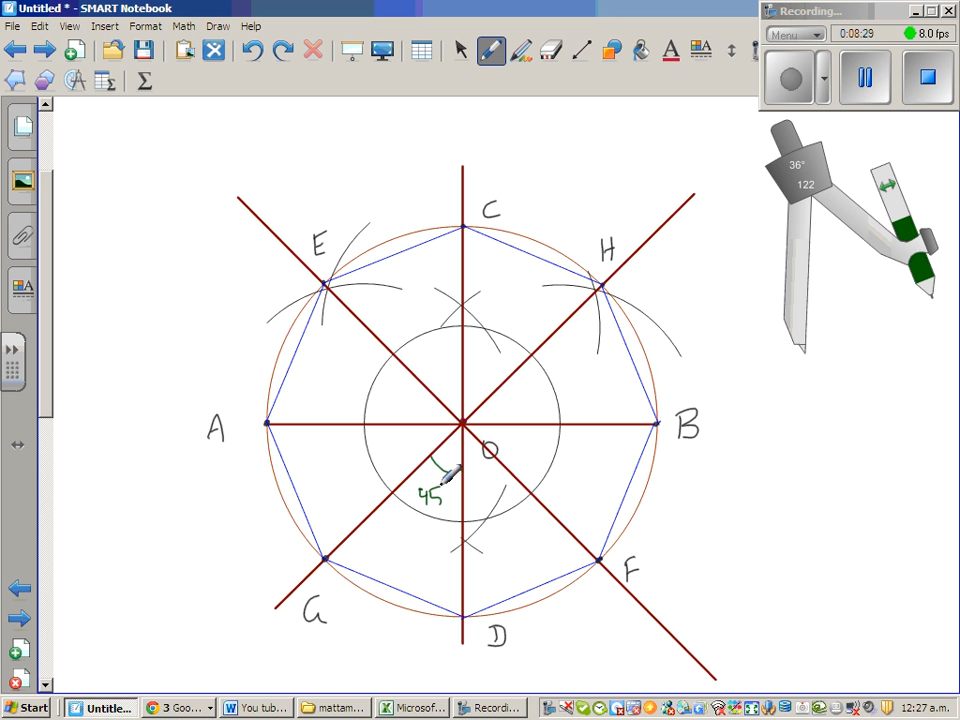 Untitled * - SMART Notebook
Recording...
File Edit View Insert Format Math Draw Help
Menu 0:08:29 8.0 fps
36°
122
C
E
H
A
B
O
45
F
G
D
Start Untitle... 3 Goo... You tub... mattam... Microsof... Recordi... 12:27 a.m.